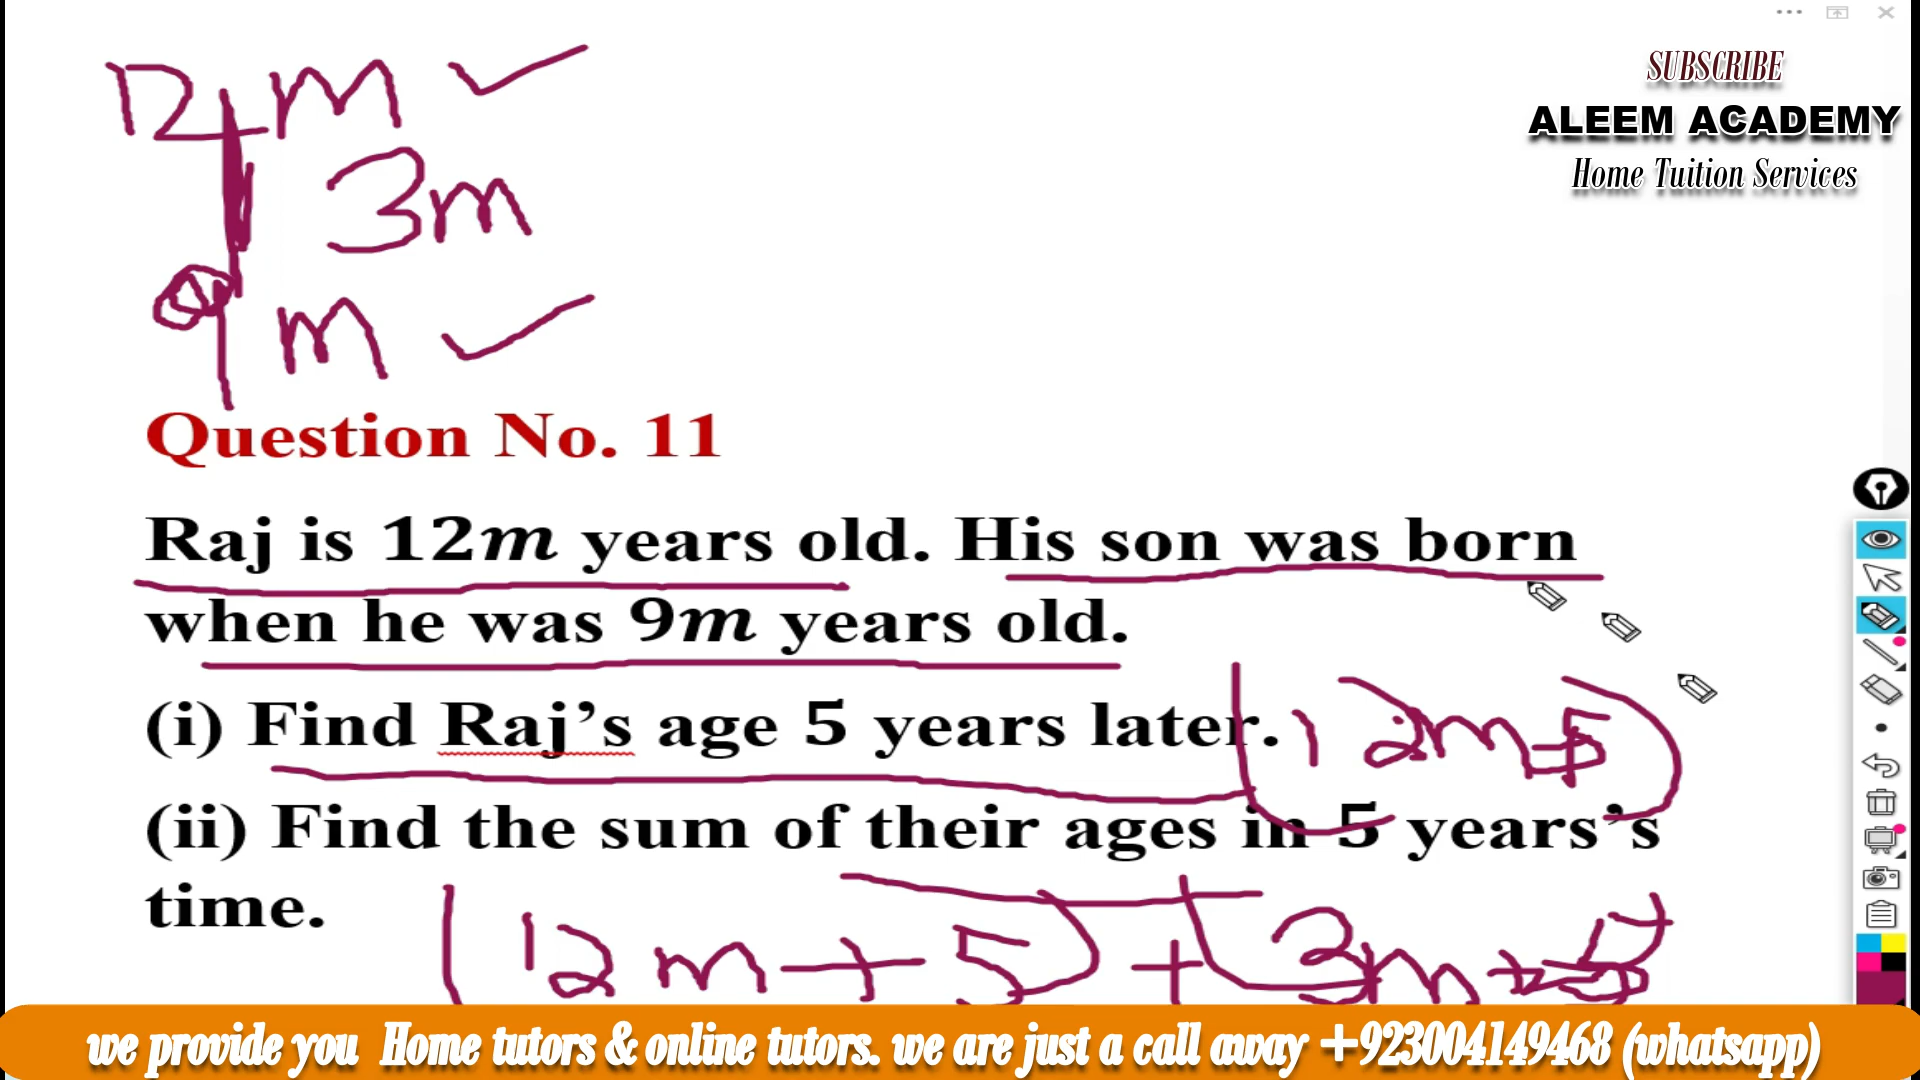 12m
3m
9m
SUBSCRIBE
ALEEM ACADEMY
Home Tuition Services
Question No. 11
Raj is 12m years old. His son was born
when he was 9m years old.
(i) Find Raj’s age 5 years later. (12m+5)
(ii) Find the sum of their ages in 5 years’s
time.
(12m+5)+(3m+5)
we provide you Home tutors & online tutors. we are just a call away +923004149468 (whatsapp)